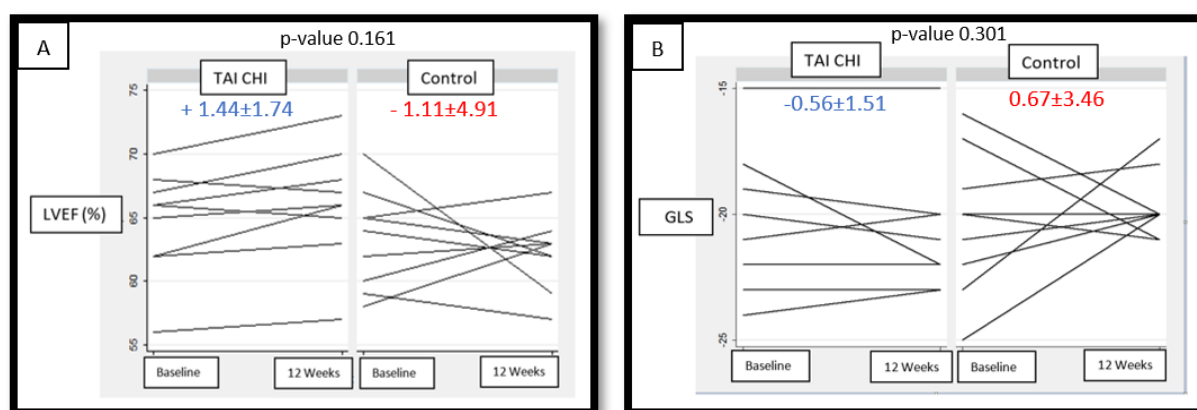 A
p-value 0.161
TAI CHI
Control
+ 1.44±1.74
- 1.11±4.91
LVEF (%)
75
70
65
60
55
Baseline
12 Weeks
Baseline
12 Weeks
B
p-value 0.301
TAI CHI
Control
-0.56±1.51
0.67±3.46
GLS
-15
-20
-25
Baseline
12 Weeks
Baseline
12 Weeks